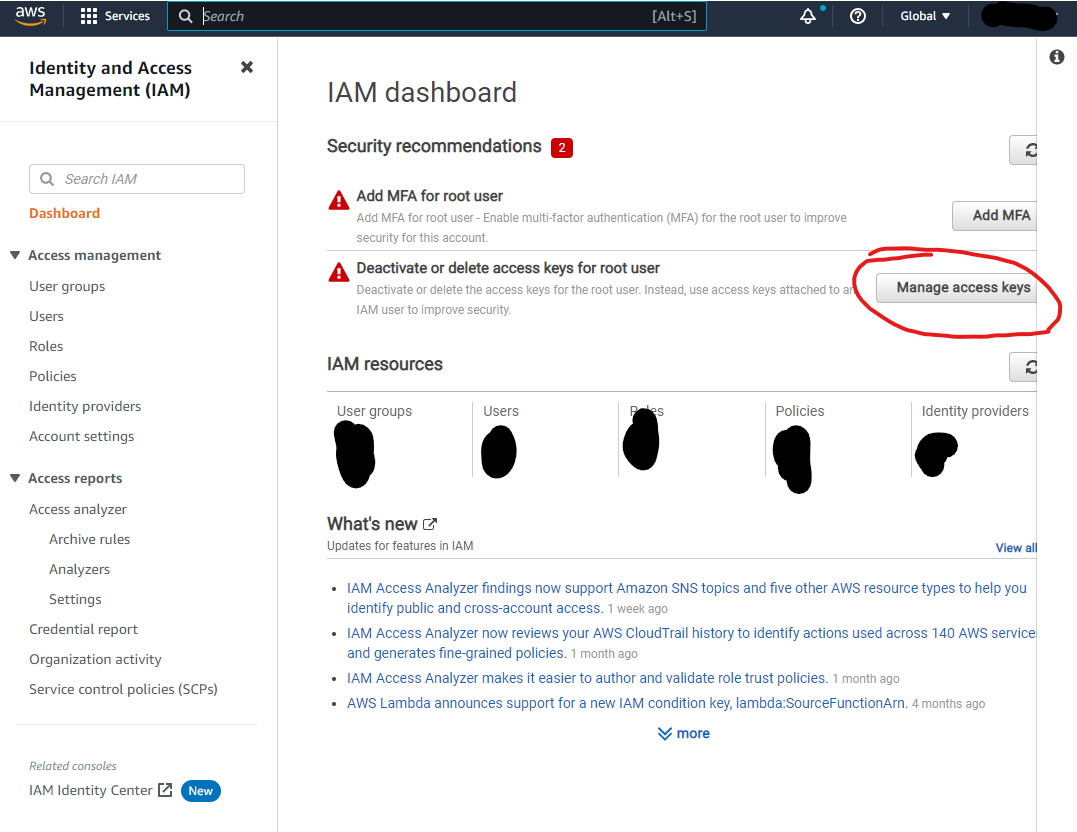 aws
Services
Search
[Alt+S]
Global
Identity and Access
Management (IAM)
Search IAM
Dashboard
Access management
User groups
Users
Roles
Policies
Identity providers
Account settings
Access reports
Access analyzer
Archive rules
Analyzers
Settings
Credential report
Organization activity
Service control policies (SCPs)
Related consoles
IAM Identity Center
New
IAM dashboard
Security recommendations 2
Add MFA for root user
Add MFA for root user - Enable multi-factor authentication (MFA) for the root user to improve
security for this account.
Add MFA
Deactivate or delete access keys for root user
Deactivate or delete the access keys for the root user. Instead, use access keys attached to an
IAM user to improve security.
Manage access keys
IAM resources
User groups
Users
Roles
Policies
Identity providers
What's new
Updates for features in IAM
View all
IAM Access Analyzer findings now support Amazon SNS topics and five other AWS resource types to help you
identify public and cross-account access. 1 week ago
IAM Access Analyzer now reviews your AWS CloudTrail history to identify actions used across 140 AWS services
and generates fine-grained policies. 1 month ago
IAM Access Analyzer makes it easier to author and validate role trust policies. 1 month ago
AWS Lambda announces support for a new IAM condition key, lambda:SourceFunctionArn. 4 months ago
more